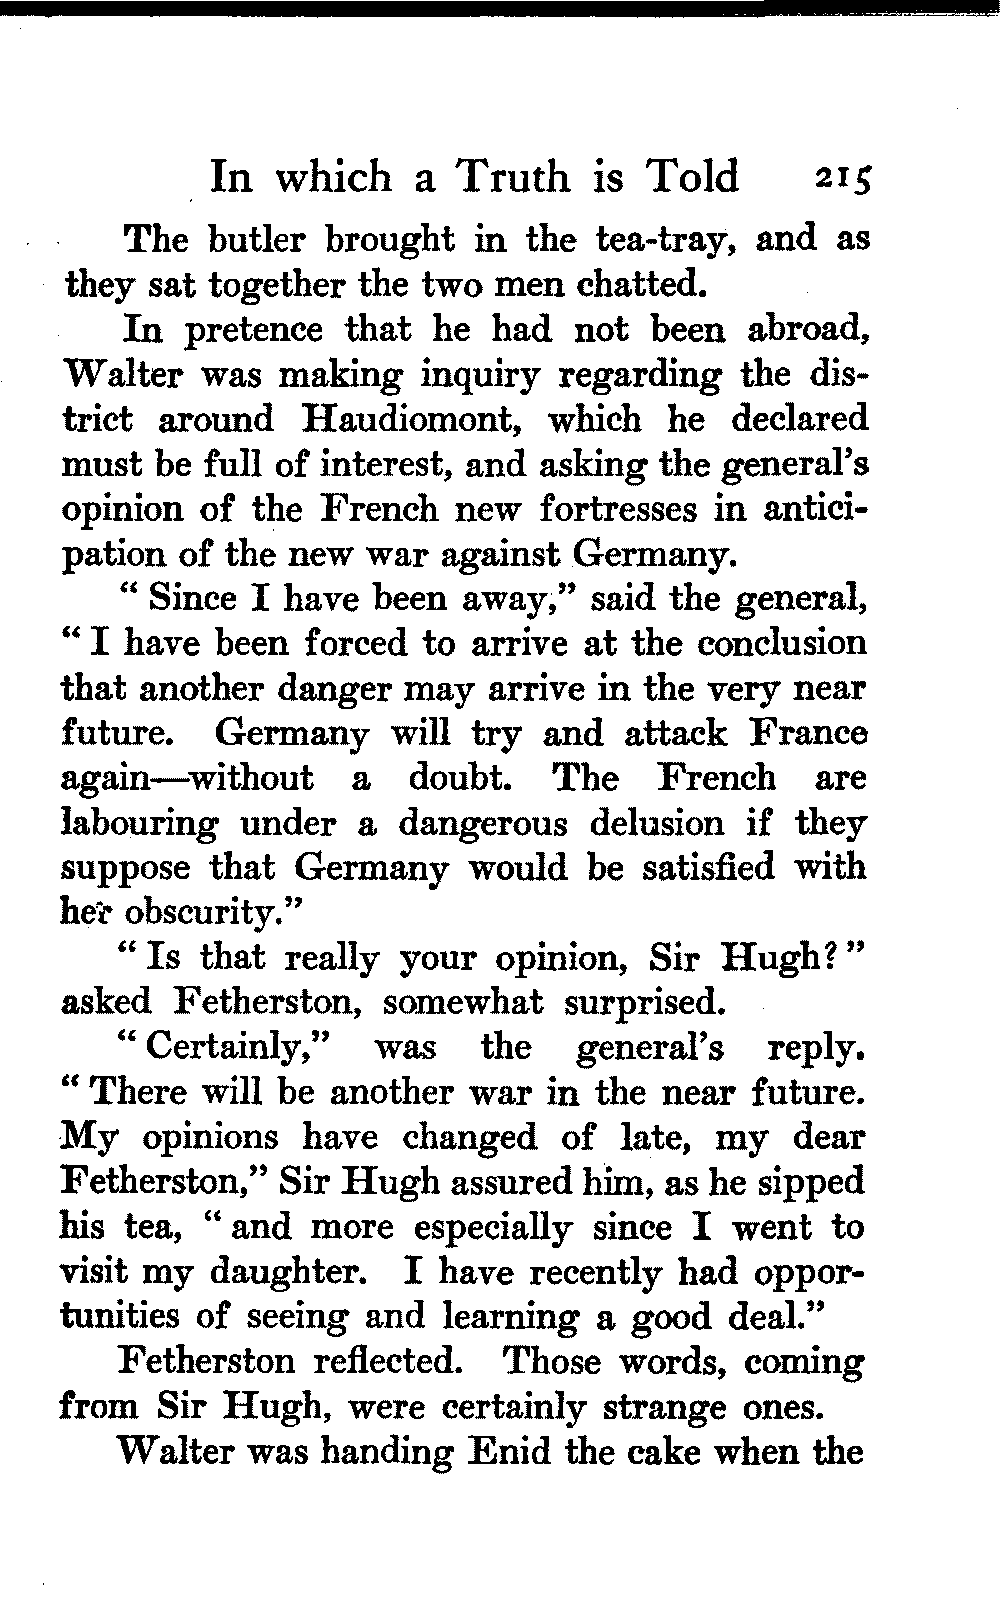 In which a Truth is Told 215
The butler brought in the tea-tray, and as
they sat together the two men chatted.
In pretence that he had not been abroad,
Walter was making inquiry regarding the dis-
trict around Haudiomont, which he declared
must be full of interest, and asking the general's
opinion of the French new fortresses in antici-
pation of the new war against Germany.
" Since I have been away," said the general,
" I have been forced to arrive at the conclusion
that another danger may arrive in the very near
future. Germany will try and attack France
again—without a doubt. The French are
labouring under a dangerous delusion if they
suppose that Germany would be satisfied with
her obscurity."
" Is that really your opinion, Sir Hugh? "
asked Fetherston, somewhat surprised.
" Certainly," was the general's reply.
" There will be another war in the near future.
My opinions have changed of late, my dear
Fetherston," Sir Hugh assured him, as he sipped
his tea, " and more especially since I went to
visit my daughter. I have recently had oppor-
tunities of seeing and learning a good deal."
Fetherston reflected. Those words, coming
from Sir Hugh, were certainly strange ones.
Walter was handing Enid the cake when the